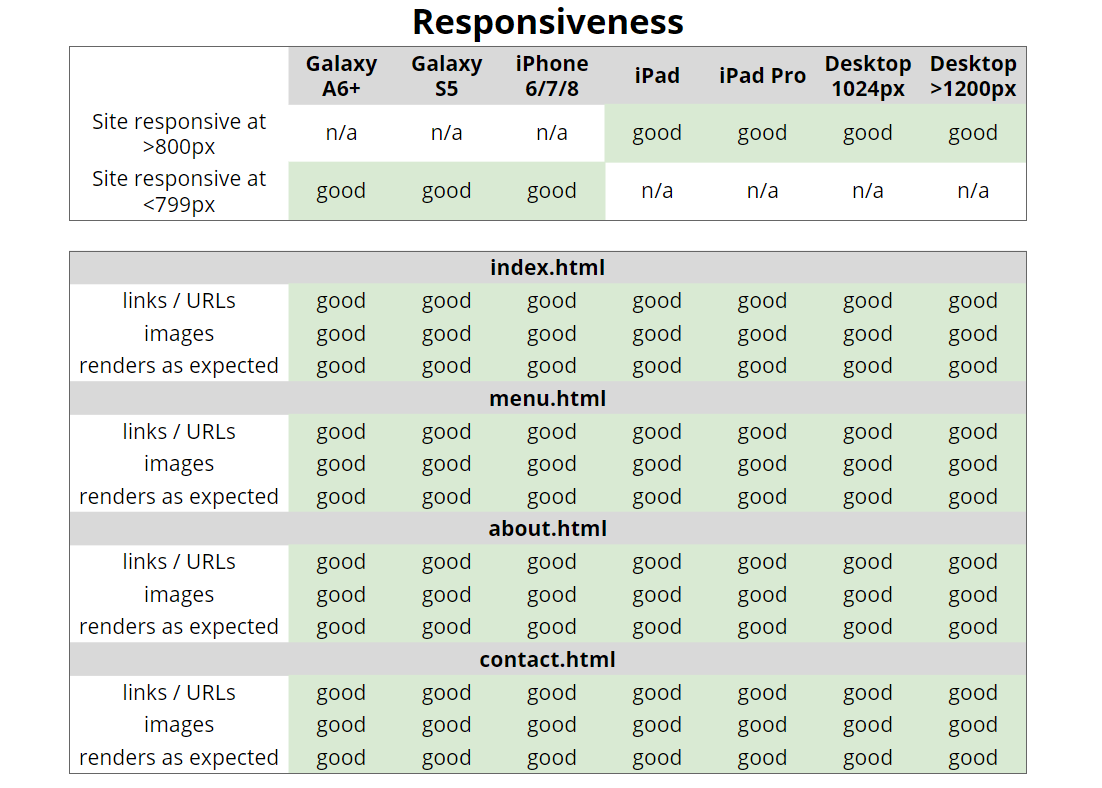 Responsiveness
Galaxy A6+ Galaxy S5 iPhone 6/7/8 iPad iPad Pro Desktop 1024px Desktop >1200px
Site responsive at >800px n/a n/a n/a good good good good
Site responsive at <799px good good good n/a n/a n/a n/a
index.html
links / URLs good good good good good good good
images good good good good good good good
renders as expected good good good good good good good
menu.html
links / URLs good good good good good good good
images good good good good good good good
renders as expected good good good good good good good
about.html
links / URLs good good good good good good good
images good good good good good good good
renders as expected good good good good good good good
contact.html
links / URLs good good good good good good good
images good good good good good good good
renders as expected good good good good good good good